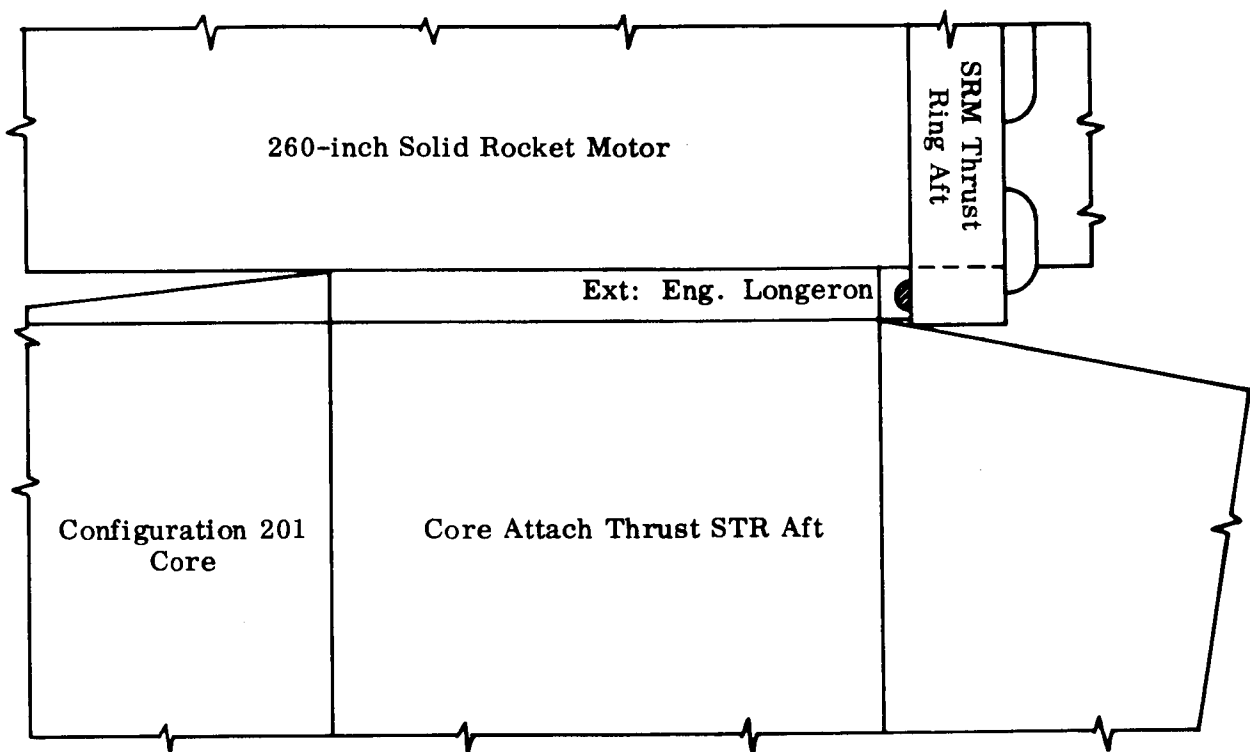 260-inch Solid Rocket Motor
SRM Thrust
Ring Aft
Ext: Eng. Longeron
Configuration 201
Core
Core Attach Thrust STR Aft